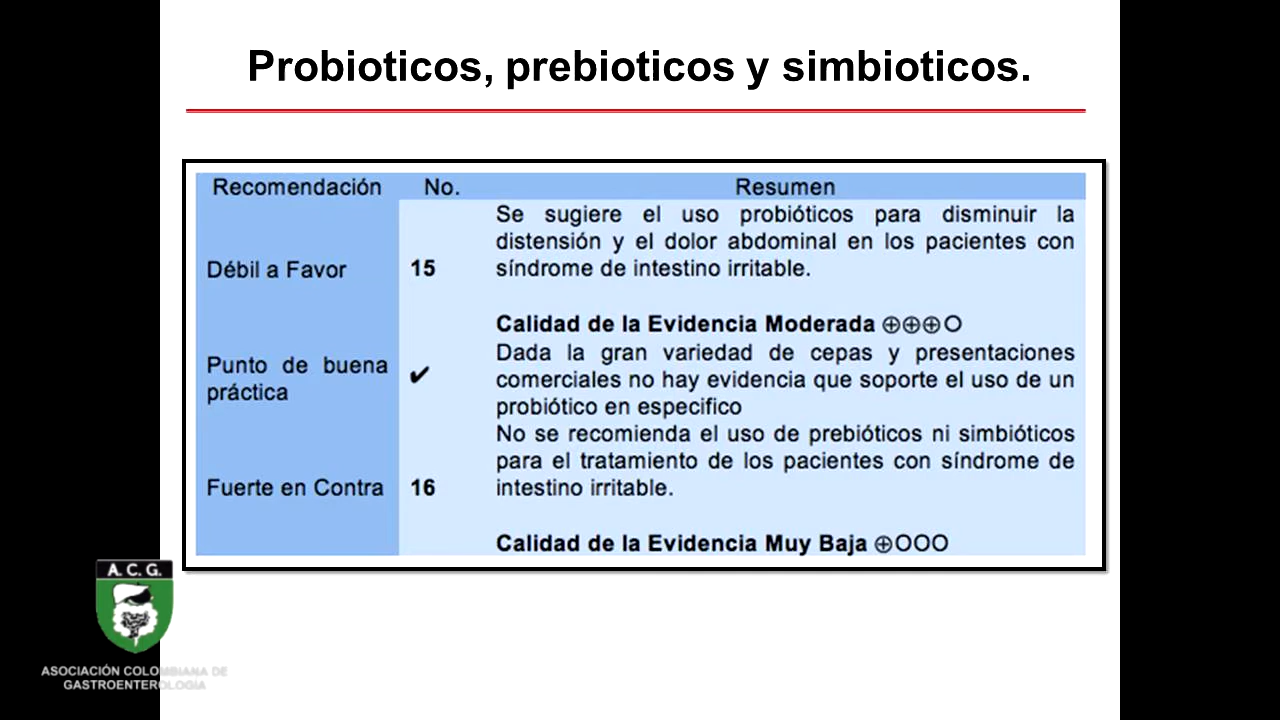 Probioticos, prebioticos y simbioticos.
Recomendación No. Resumen
Débil a Favor
15
Se sugiere el uso probióticos para disminuir la
distensión y el dolor abdominal en los pacientes con
síndrome de intestino irritable.
Calidad de la Evidencia Moderada ⊕⊕⊕O
Punto de buena
práctica
✔
Dada la gran variedad de cepas y presentaciones
comerciales no hay evidencia que soporte el uso de un
probiótico en especifico
Fuerte en Contra
16
No se recomienda el uso de prebióticos ni simbióticos
para el tratamiento de los pacientes con síndrome de
intestino irritable.
Calidad de la Evidencia Muy Baja ⊕OOO
A. C. G.
ASOCIACIÓN COLOMBIANA DE
GASTROENTEROLOGÍA